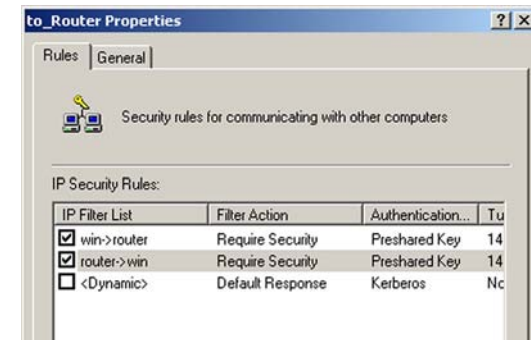 to_Router Properties
Rules General
Security rules for communicating with other computers
IP Security Rules:
IP Filter List Filter Action Authentication... Tu
win->router Require Security Preshared Key 14
router->win Require Security Preshared Key 14
<Dynamic> Default Response Kerberos Nc